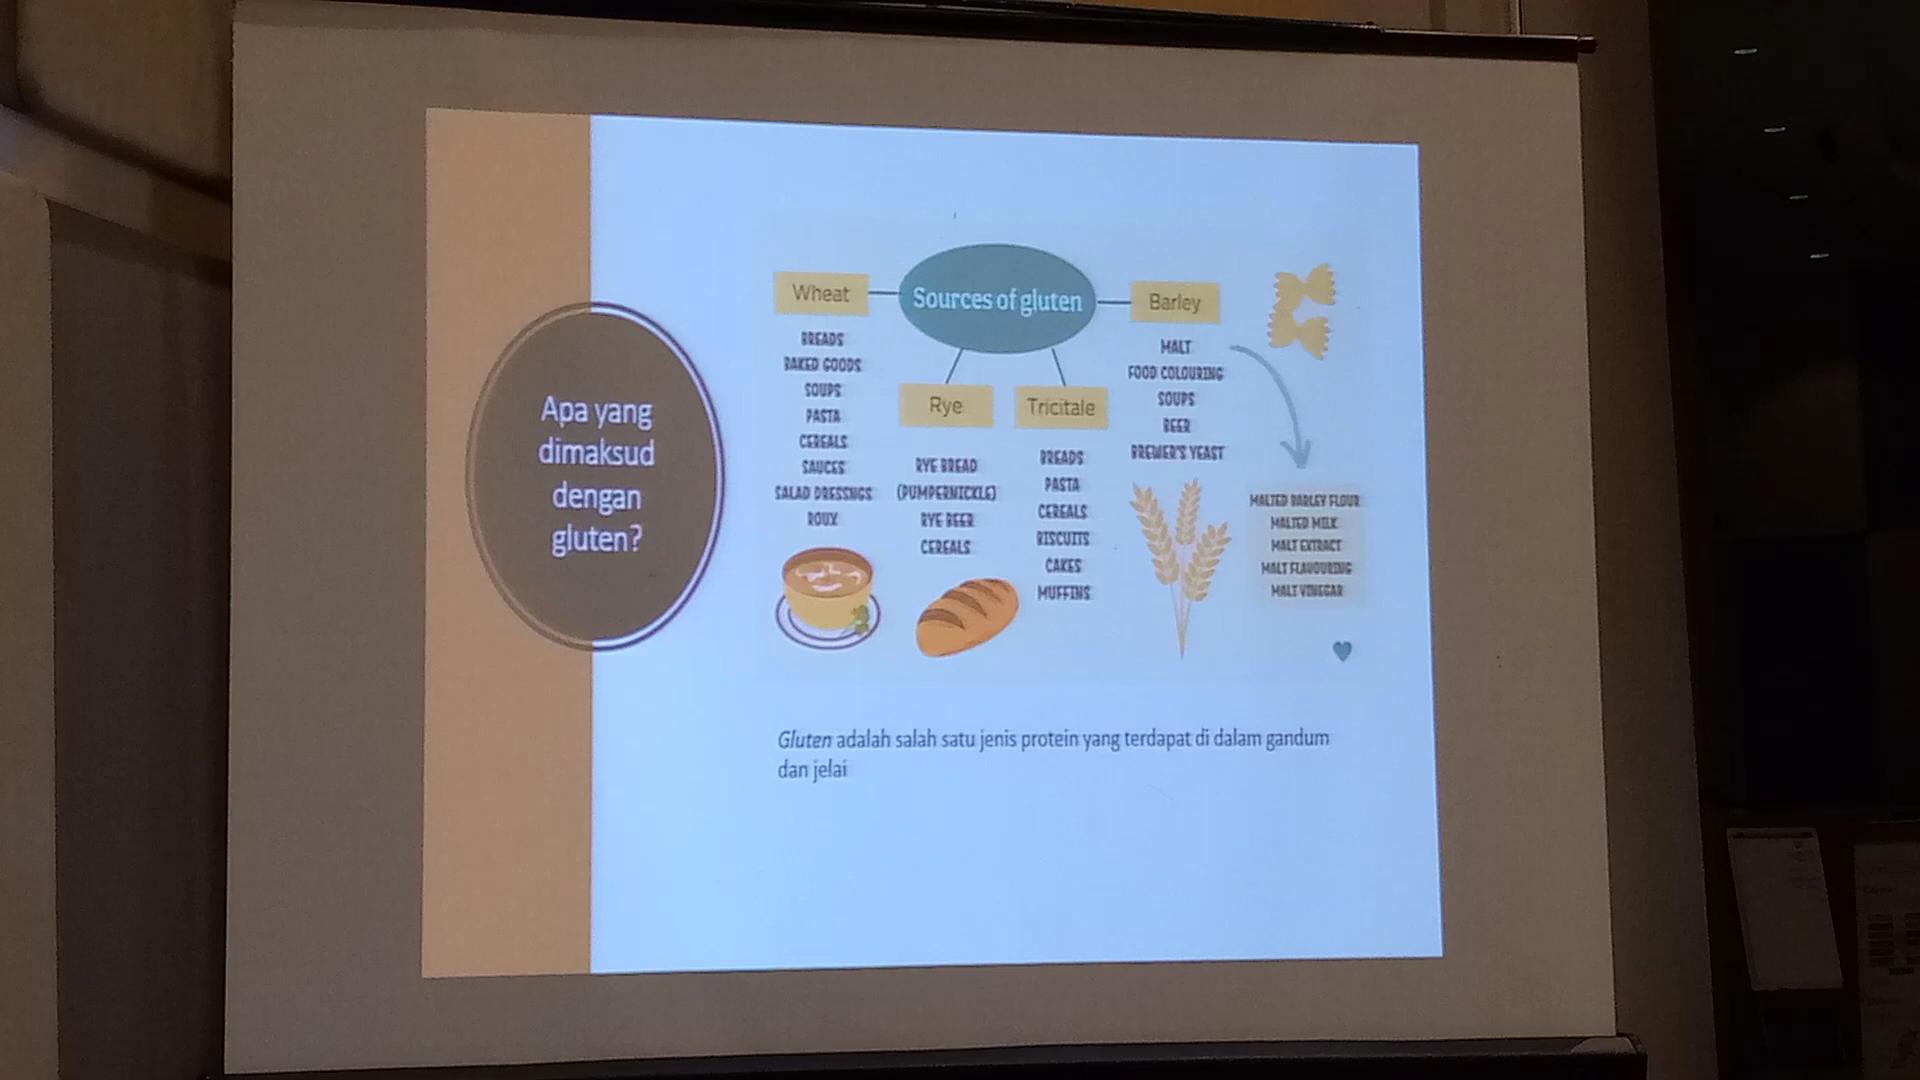 Apa yang
dimaksud
dengan
gluten?
Sources of gluten
Wheat
BREADS
BAKED GOODS
SOUPS
PASTA
CEREALS
SAUCES
SALAD DRESSNGS
ROUX
Rye
RYE BREAD
(PUMPERNICKLE)
RYE BEER
CEREALS
Tricitale
BREADS
PASTA
CEREALS
BISCUITS
CAKES
MUFFINS
Barley
MALT
FOOD COLOURING
SOUPS
BEER
BREWER'S YEAST
MALTED BARLEY FLOUR
MALTED MILK
MALT EXTRACT
MALT FLAVOURING
MALT VINEGAR
Gluten adalah salah satu jenis protein yang terdapat di dalam gandum
dan jelai